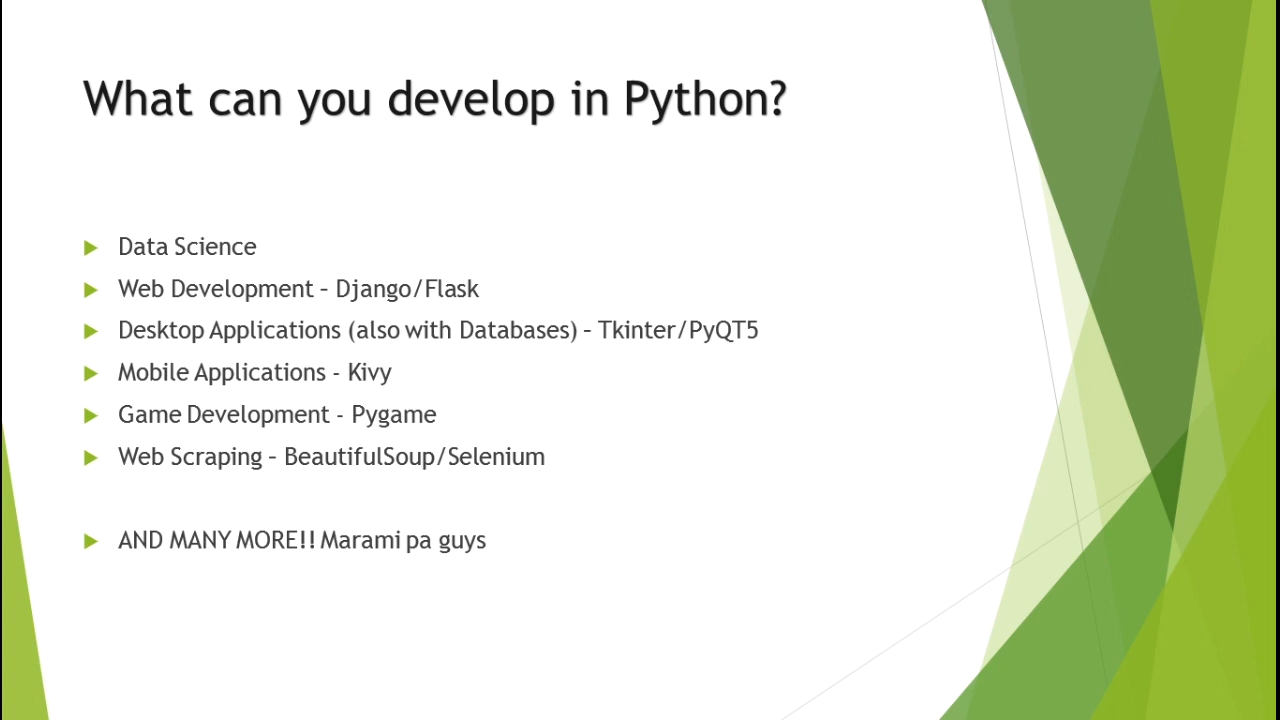 What can you develop in Python?
Data Science
Web Development – Django/Flask
Desktop Applications (also with Databases) – Tkinter/PyQT5
Mobile Applications - Kivy
Game Development - Pygame
Web Scraping – BeautifulSoup/Selenium
AND MANY MORE!! Marami pa guys